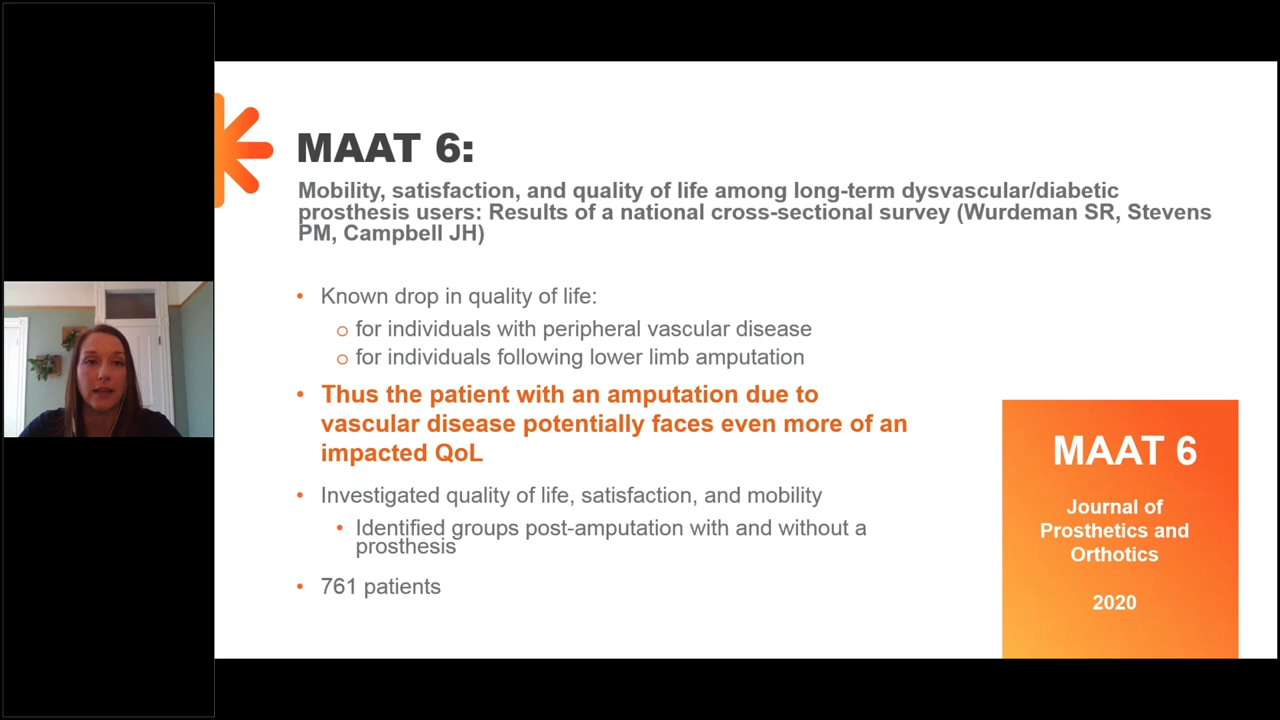 MAAT 6:
Mobility, satisfaction, and quality of life among long-term dysvascular/diabetic
prosthesis users: Results of a national cross-sectional survey (Wurdeman SR, Stevens
PM, Campbell JH)
• Known drop in quality of life:
o for individuals with peripheral vascular disease
o for individuals following lower limb amputation
• Thus the patient with an amputation due to
vascular disease potentially faces even more of an
impacted QoL
• Investigated quality of life, satisfaction, and mobility
• Identified groups post-amputation with and without a
prosthesis
• 761 patients
MAAT 6
Journal of
Prosthetics and
Orthotics
2020